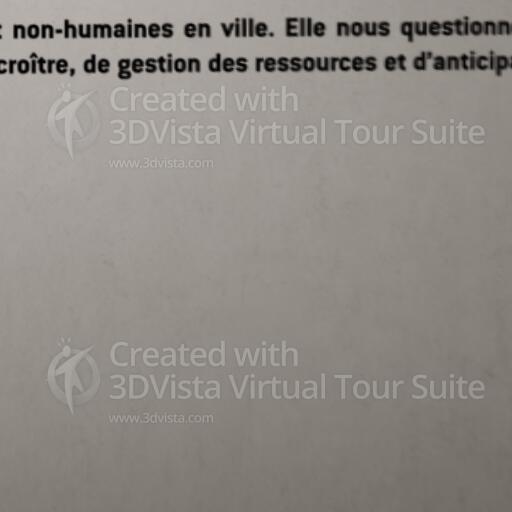 t non-humaines en ville. Elle nous questionn
croître, de gestion des ressources et d'anticipa
Created with
3DVista Virtual Tour Suite
www.3dvista.com
Created with
3DVista Virtual Tour Suite
www.3dvista.com